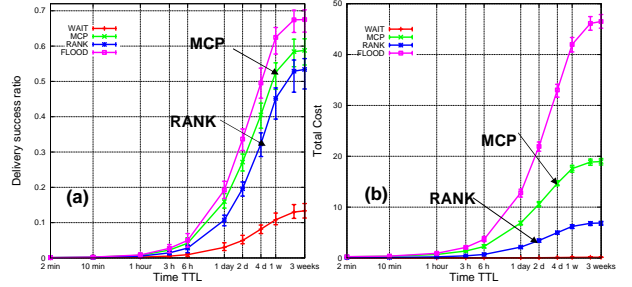 0.7
0.6
0.5
0.4
0.3
0.2
0.1
0
Delivery success ratio
WAIT
MCP
RANK
FLOOD
MCP
RANK
(a)
2 min 10 min 1 hour 3 h 6 h 1 day 2 d 4 d 1 w 3 weeks
Time TTL
50
40
30
20
10
0
Total Cost
WAIT
MCP
RANK
FLOOD
MCP
RANK
(b)
2 min 10 min 1 hour 3 h 6 h 1 day 2 d 4 d 1 w 3 weeks
Time TTL